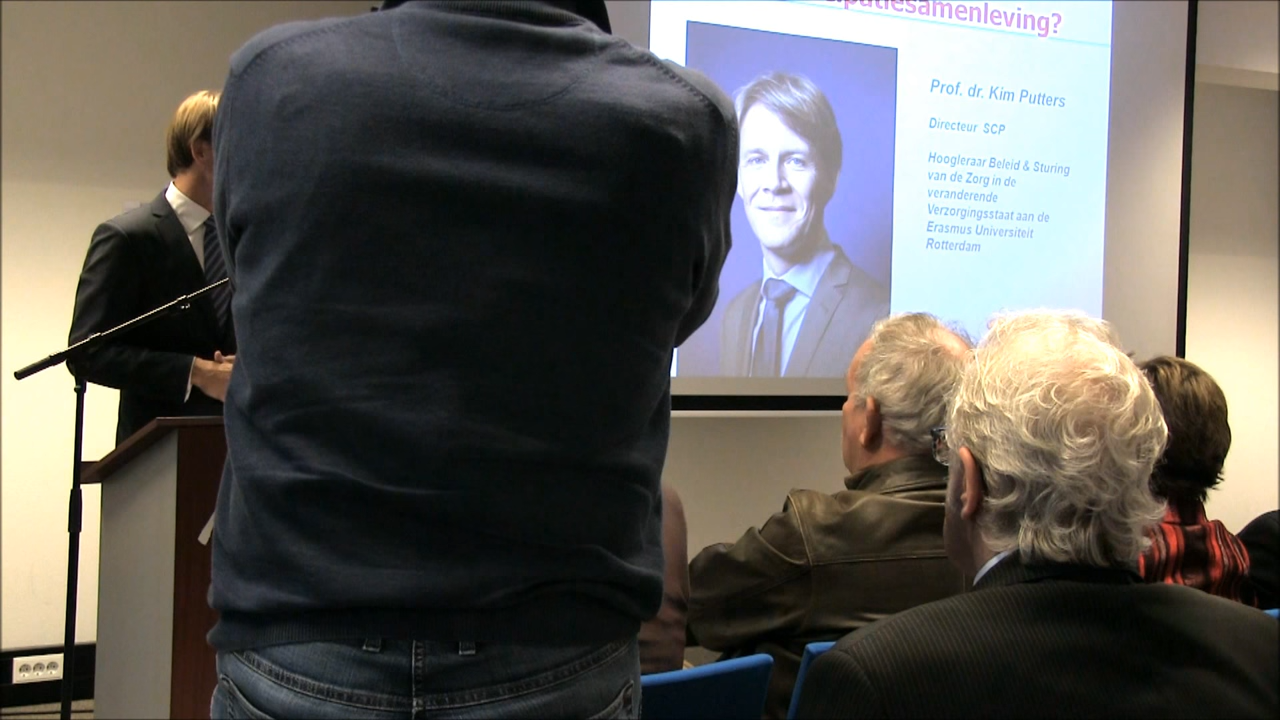 Prof. dr. Kim Putters
Directeur SCP
Hoogleraar Beleid & Sturing
van de Zorg in de
veranderende
Verzorgingsstaat aan de
Erasmus Universiteit
Rotterdam